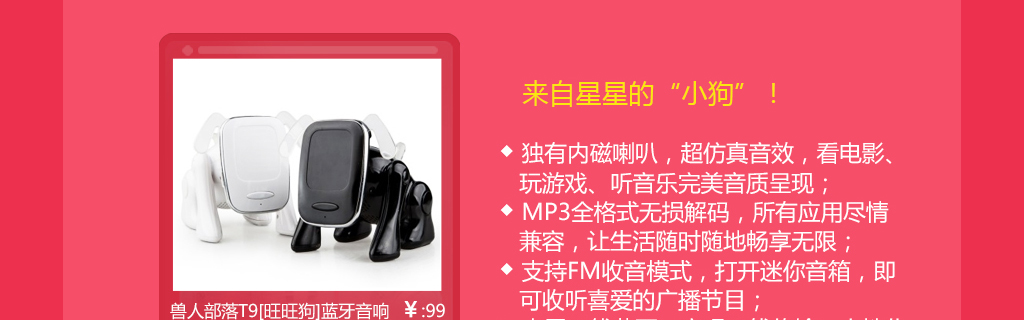 来自星星的“小狗”！
独有内磁喇叭，超仿真音效，看电影、
玩游戏、听音乐完美音质呈现；
MP3全格式无损解码，所有应用尽情
兼容，让生活随时随地畅享无限；
支持FM收音模式，打开迷你音箱，即
可收听喜爱的广播节目；
兽人部落T9[旺旺狗]蓝牙音响 ¥:99